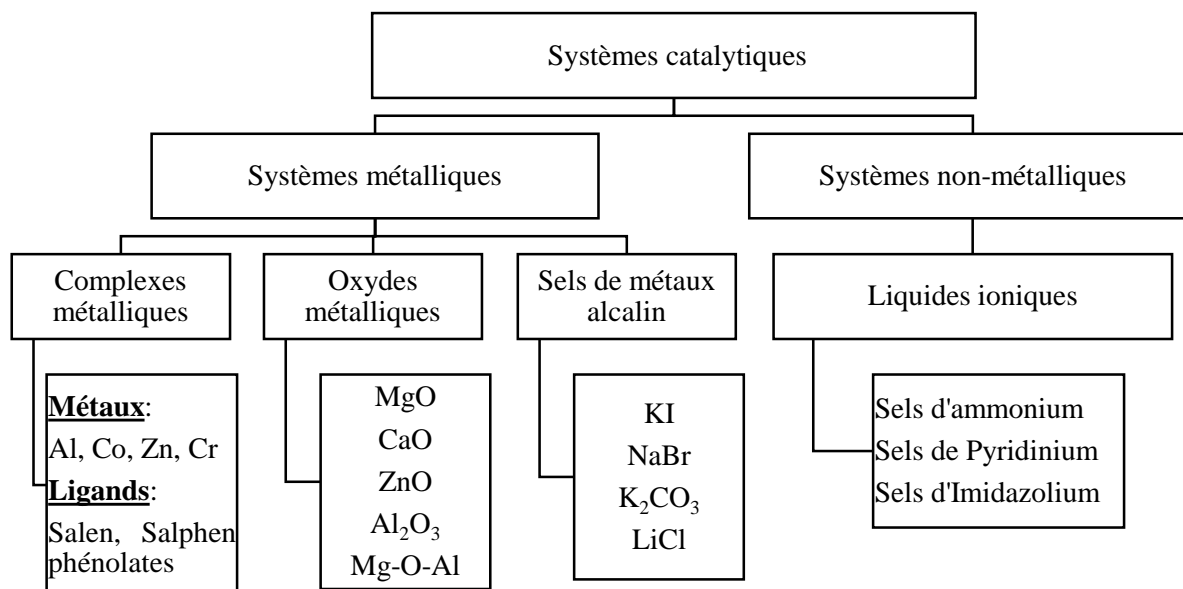 Systèmes catalytiques
Systèmes métalliques
Systèmes non-métalliques
Complexes
métalliques
Oxydes
métalliques
Sels de métaux
alcalin
Liquides ioniques
Métaux:
Al, Co, Zn, Cr
Ligands:
Salen, Salphen
phénolates
MgO
CaO
ZnO
Al₂O₃
Mg-O-Al
KI
NaBr
K₂CO₃
LiCl
Sels d'ammonium
Sels de Pyridinium
Sels d'Imidazolium